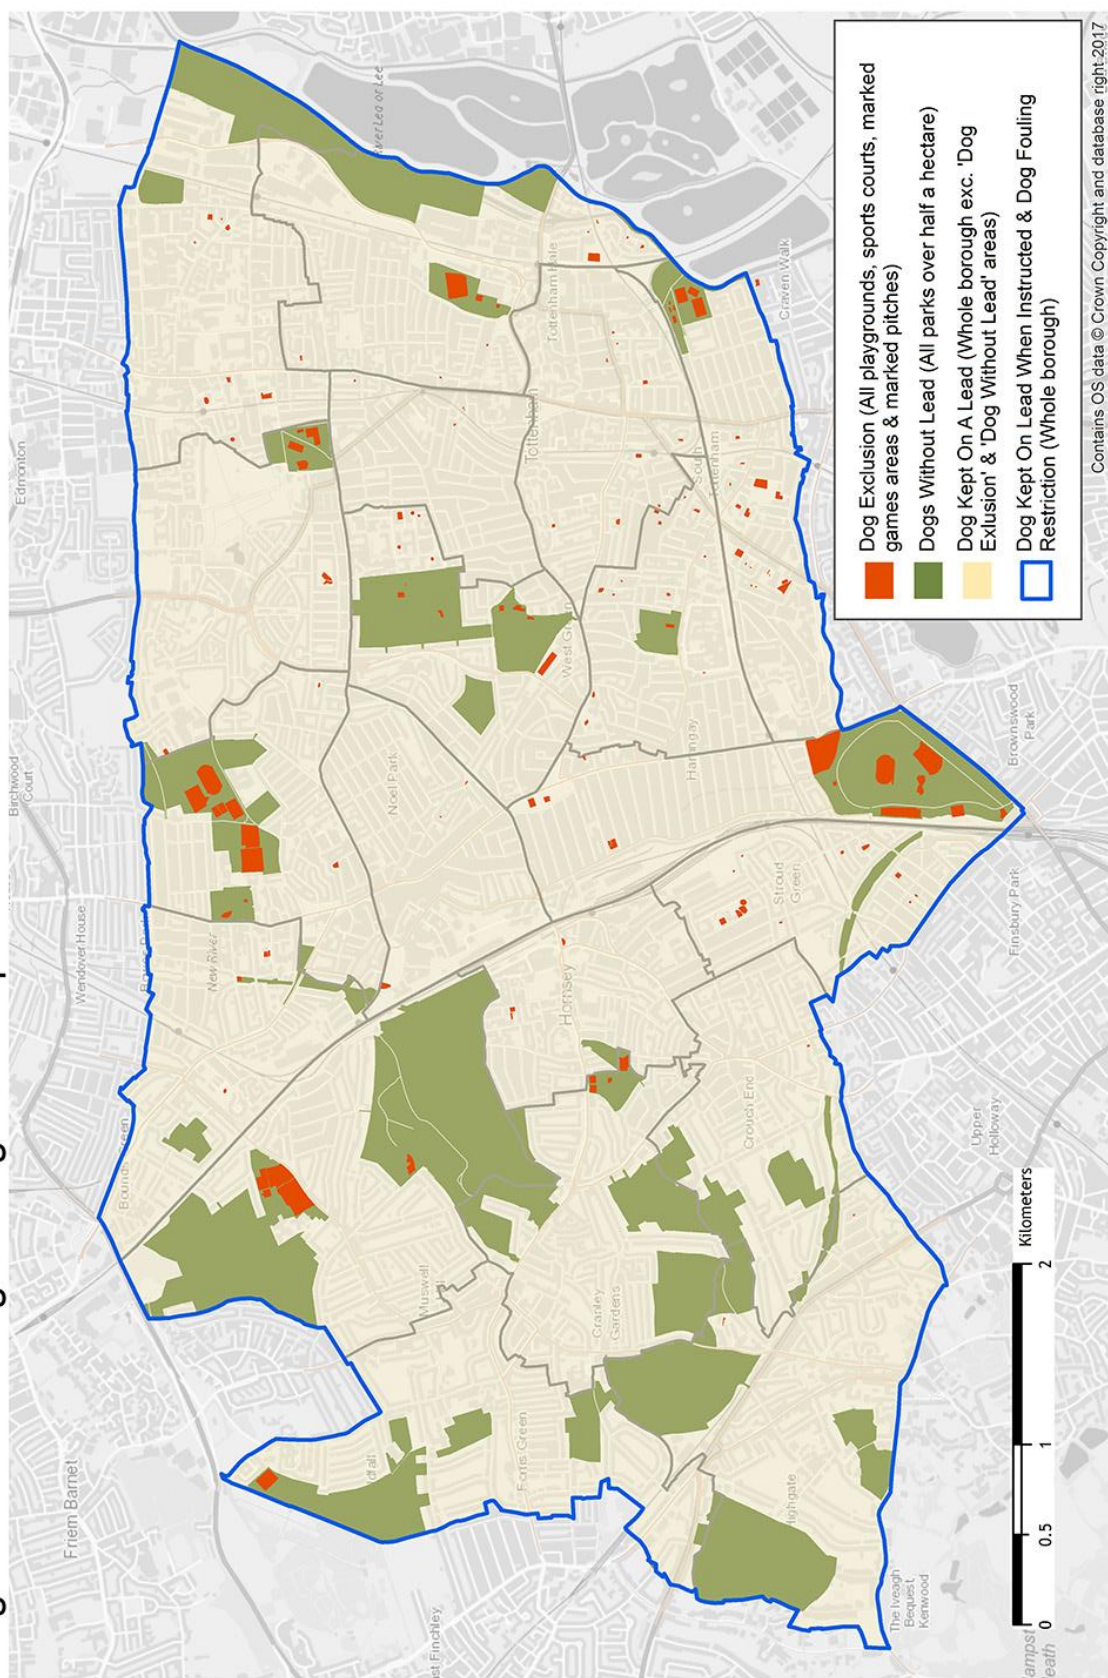 Edmonton
River Lea or Lee
Birchwood
Court
Wendover House
New River
Friern Barnet
Tottenham Hale
Tottenham
Craven Walk
South
Tottenham
West Green
Noel Park
Harringay
Brownswood
Park
Hornsey
Stroud
Green
Finsbury Park
Crouch End
Upper
Holloway
Muswell
Cranley
Gardens
Fortis Green
The Iveagh
Bequest,
Kenwood
Dog Exclusion (All playgrounds, sports courts, marked
games areas & marked pitches)
Dogs Without Lead (All parks over half a hectare)
Dog Kept On A Lead (Whole borough exc. 'Dog
Exlusion' & 'Dog Without Lead' areas)
Dog Kept On Lead When Instructed & Dog Fouling
Restriction (Whole borough)
0 0.5 1 2
Kilometers
Contains OS data © Crown Copyright and database right 2017